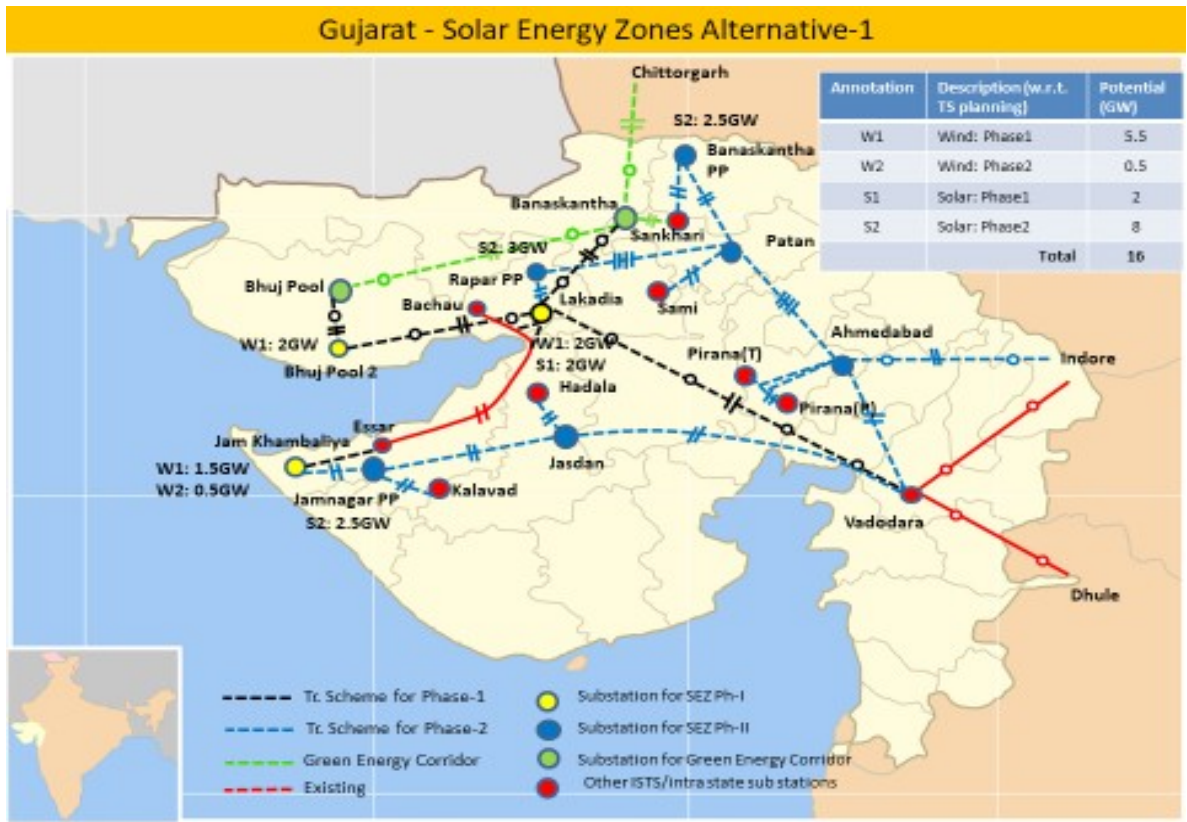 Gujarat - Solar Energy Zones Alternative-1
Chittorgarh
Annotation Description (w.r.t. TS planning) Potential (GW)
W1 Wind: Phase1 5.5
W2 Wind: Phase2 0.5
S1 Solar: Phase1 2
S2 Solar: Phase2 8
Total 16
S2: 2.5GW
Banaskantha PP
Banaskantha
Sankhari
Patan
S2: 3GW
Rapar PP
Bhuj Pool
Bachau
Lakadia
Sami
Ahmedabad
W1: 2GW
Bhuj Pool 2
W1: 2GW
S1: 2GW
Pirana(T)
Indore
Hadala
Pirana(B)
Essar
Jam Khambaliya
W1: 1.5GW
W2: 0.5GW
Jasdan
Kalavad
Jamnagar PP
S2: 2.5GW
Vadodara
Dhule
Tr. Scheme for Phase-1
Substation for SEZ Ph-I
Tr. Scheme for Phase-2
Substation for SEZ Ph-II
Green Energy Corridor
Substation for Green Energy Corridor
Existing
Other ISTS/intra state sub stations